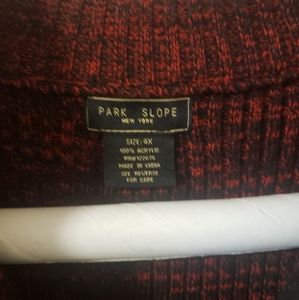 PARK SLOPE
NEW YORK
SIZE: 4X
100% ACRYLIC
MADE IN CHINA
SEE REVERSE
FOR CARE